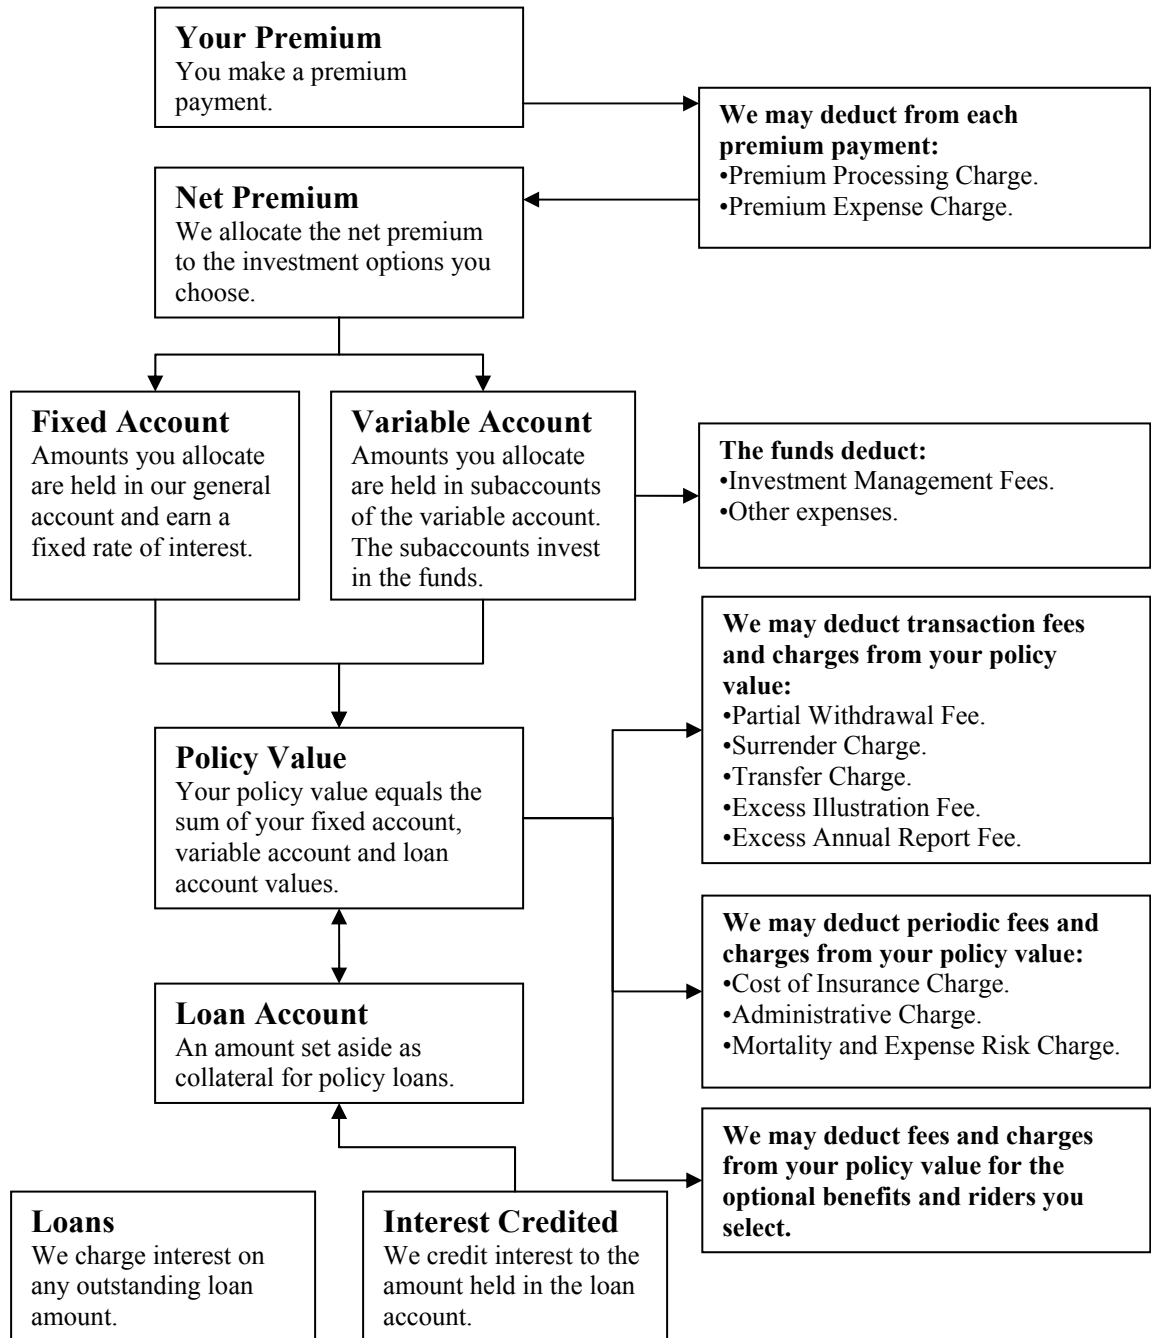 Your Premium
You make a premium
payment.
We may deduct from each
premium payment:
•Premium Processing Charge.
•Premium Expense Charge.
Net Premium
We allocate the net premium
to the investment options you
choose.
Fixed Account
Amounts you allocate
are held in our general
account and earn a
fixed rate of interest.
Variable Account
Amounts you allocate
are held in subaccounts
of the variable account.
The subaccounts invest
in the funds.
The funds deduct:
•Investment Management Fees.
•Other expenses.
We may deduct transaction fees
and charges from your policy
value:
•Partial Withdrawal Fee.
•Surrender Charge.
•Transfer Charge.
•Excess Illustration Fee.
•Excess Annual Report Fee.
Policy Value
Your policy value equals the
sum of your fixed account,
variable account and loan
account values.
We may deduct periodic fees and
charges from your policy value:
•Cost of Insurance Charge.
•Administrative Charge.
•Mortality and Expense Risk Charge.
Loan Account
An amount set aside as
collateral for policy loans.
We may deduct fees and charges
from your policy value for the
optional benefits and riders you
select.
Loans
We charge interest on
any outstanding loan
amount.
Interest Credited
We credit interest to the
amount held in the loan
account.